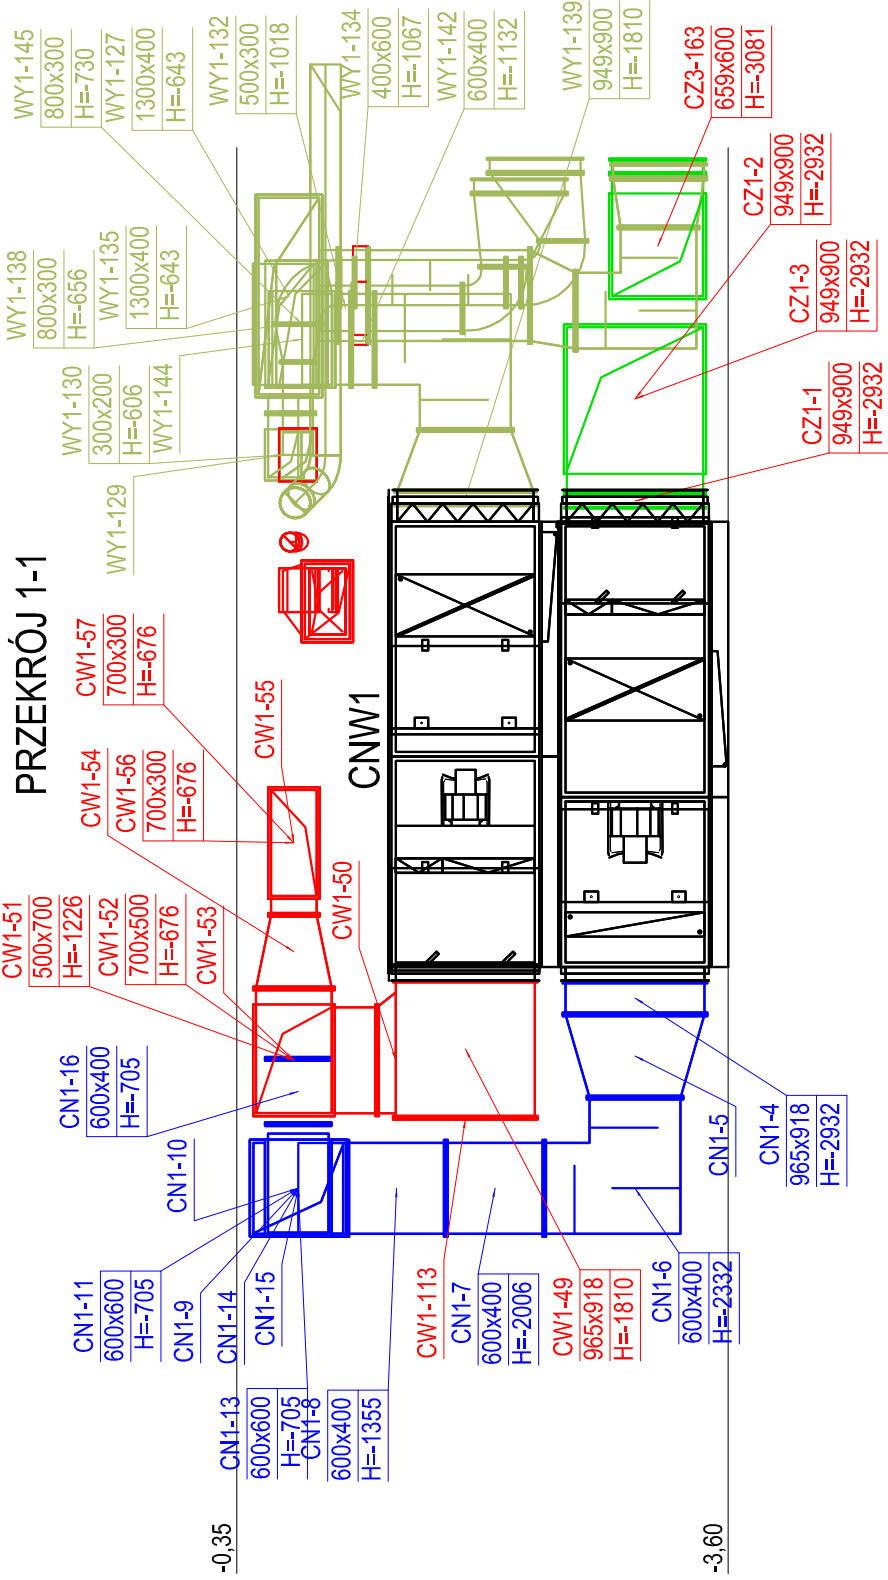 PRZEKRÓJ 1-1
CNW1
-0,35
-3,60
CN1-13
600x600
H=-705
CN1-8
600x400
H=-1355
CN1-11
600x600
H=-705
CN1-9
CN1-14
CN1-15
CN1-10
CN1-16
600x400
H=-705
CW1-113
CN1-7
600x400
H=-2006
CW1-49
965x918
H=-1810
CN1-6
600x400
H=-2332
CN1-5
CN1-4
965x918
H=-2932
CW1-51
500x700
H=-1226
CW1-52
700x500
H=-676
CW1-53
CW1-54
CW1-56
700x300
H=-676
CW1-57
700x300
H=-676
CW1-55
CW1-50
WY1-129
WY1-130
300x200
H=-606
WY1-144
WY1-138
800x300
H=-656
WY1-135
1300x400
H=-643
WY1-145
800x300
H=-730
WY1-127
1300x400
H=-643
WY1-132
500x300
H=-1018
WY1-134
400x600
H=-1067
WY1-142
600x400
H=-1132
WY1-139
949x900
H=-1810
CZ3-163
659x600
H=-3081
CZ1-2
949x900
H=-2932
CZ1-3
949x900
H=-2932
CZ1-1
949x900
H=-2932